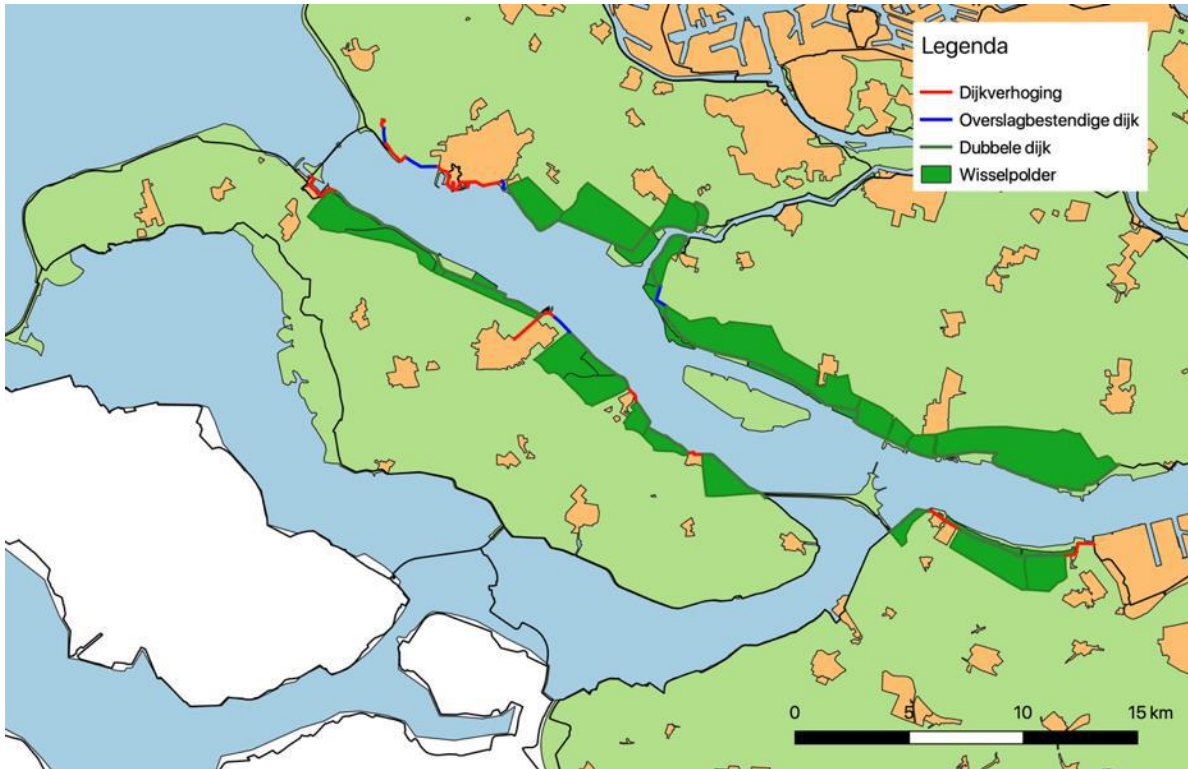 Legenda
Dijkverhoging
Overslagbestendige dijk
Dubbele dijk
Wisselpolder
0 5 10 15 km